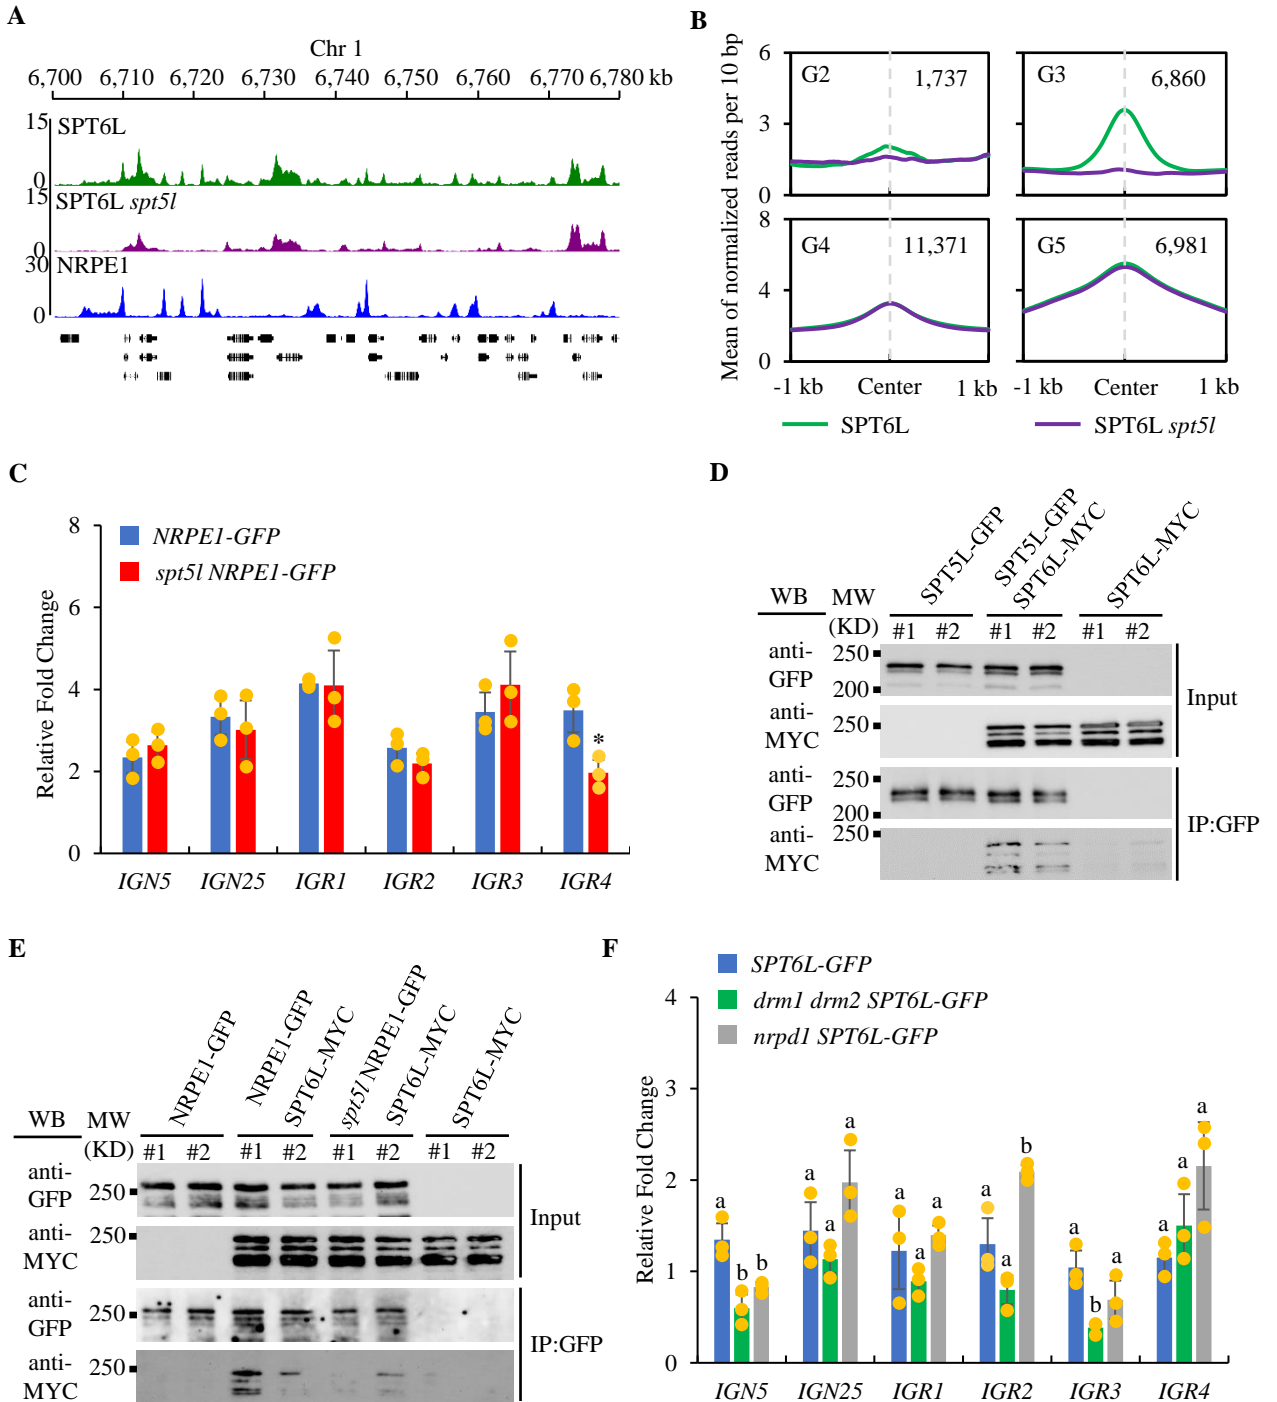 A
Chr 1
6,700 6,710 6,720 6,730 6,740 6,750 6,760 6,770 6,780 kb
15
SPT6L
0
15
SPT6L spt5l
0
30
NRPE1
0
B
Mean of normalized reads per 10 bp
6
3
0
G2 1,737
G3 6,860
8
4
0
G4 11,371
G5 6,981
-1 kb Center 1 kb
-1 kb Center 1 kb
SPT6L
SPT6L spt5l
C
Relative Fold Change
8
6
4
2
0
NRPE1-GFP
spt5l NRPE1-GFP
*
IGN5 IGN25 IGR1 IGR2 IGR3 IGR4
D
SPT5L-GFP
SPT5L-GFP
SPT6L-MYC
SPT6L-MYC
WB MW
(KD)
#1 #2 #1 #2 #1 #2
anti-
GFP
250
200
anti-
MYC
250
Input
anti-
GFP
250
200
anti-
MYC
250
IP:GFP
E
NRPE1-GFP
NRPE1-GFP
SPT6L-MYC
spt5l NRPE1-GFP
SPT6L-MYC
SPT6L-MYC
WB MW
(KD)
#1 #2 #1 #2 #1 #2 #1 #2
anti-
GFP
250
anti-
MYC
250
Input
anti-
GFP
250
anti-
MYC
250
IP:GFP
F
SPT6L-GFP
drm1 drm2 SPT6L-GFP
nrpd1 SPT6L-GFP
Relative Fold Change
4
3
2
1
0
a b b a a a a a a a a b a b a a a a
IGN5 IGN25 IGR1 IGR2 IGR3 IGR4